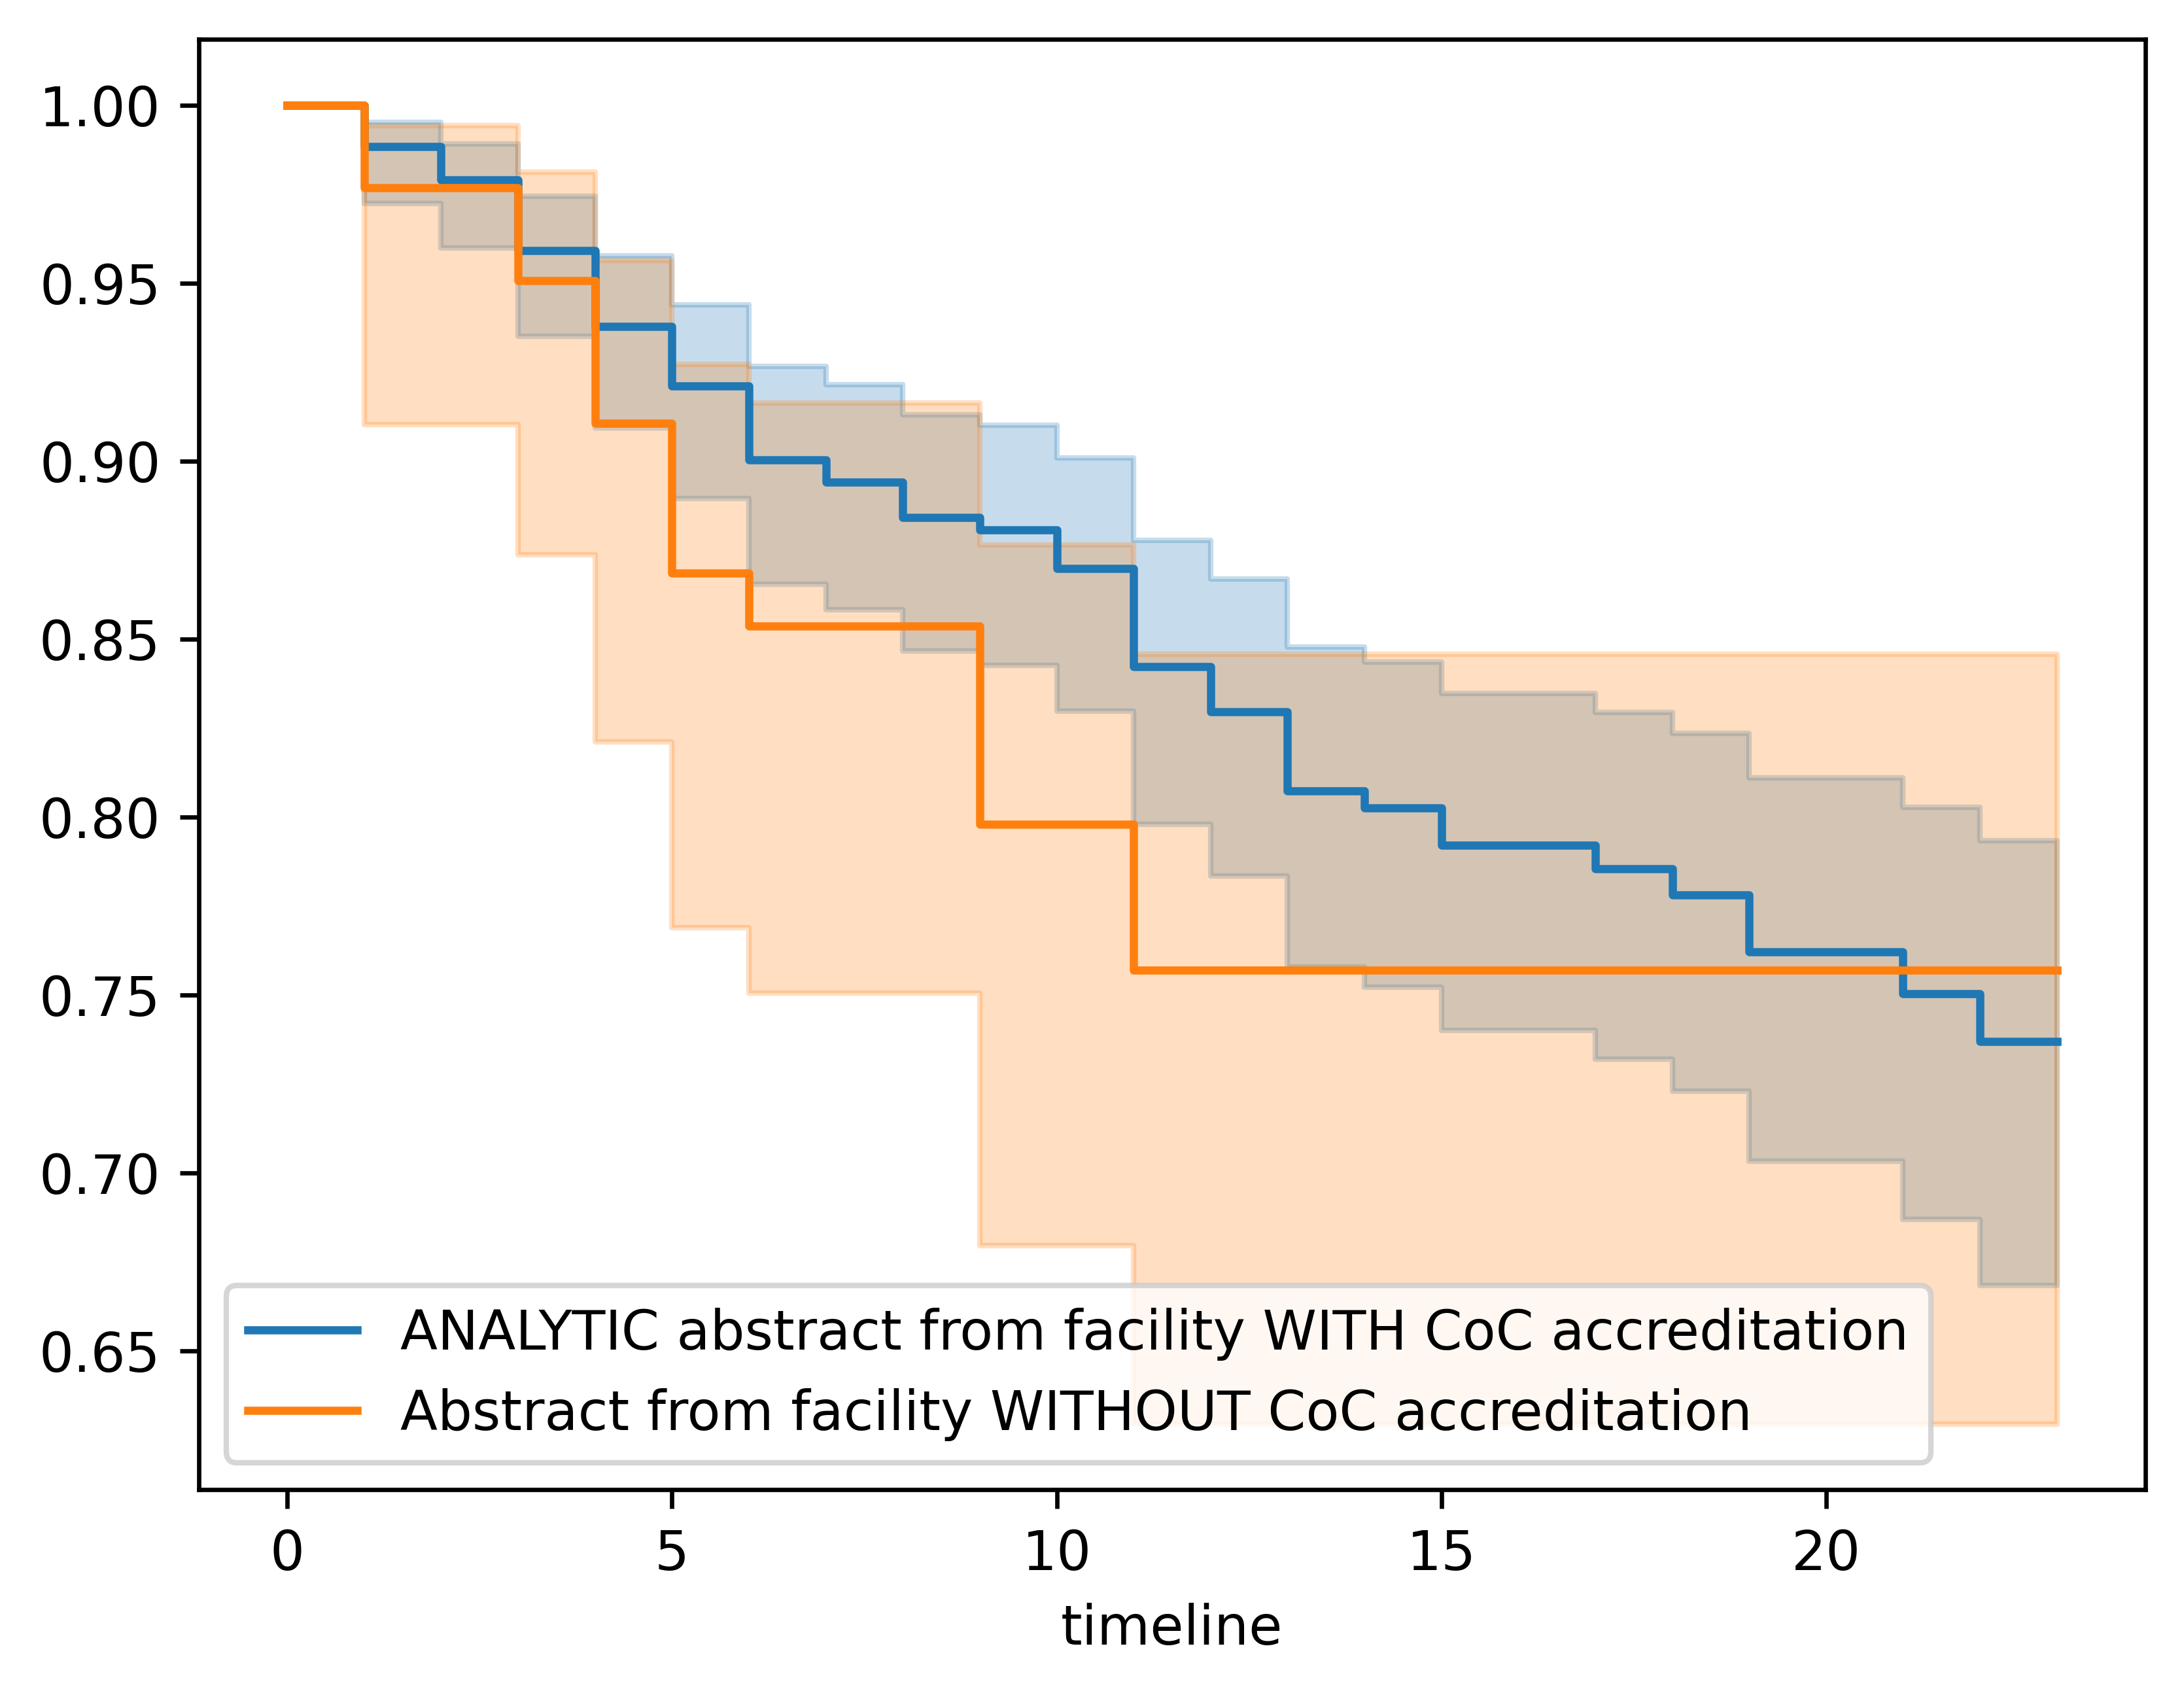 1.00
0.95
0.90
0.85
0.80
0.75
0.70
0.65
ANALYTIC abstract from facility WITH CoC accreditation
Abstract from facility WITHOUT CoC accreditation
0 5 10 15 20
timeline